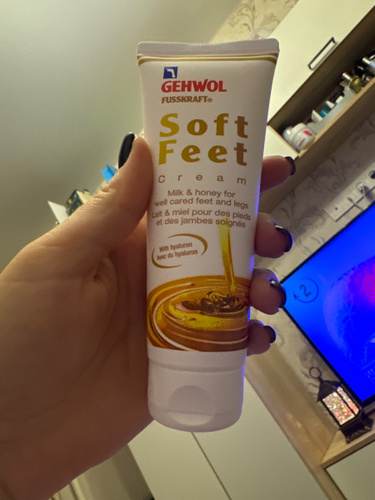 GEHWOL
FUSSKRAFT®
Soft
Feet
Cream
Milk & honey for
well cared feet and legs
Lait & miel pour des pieds
et des jambes soignés
With hyaluron
Avec du hyaluron
2